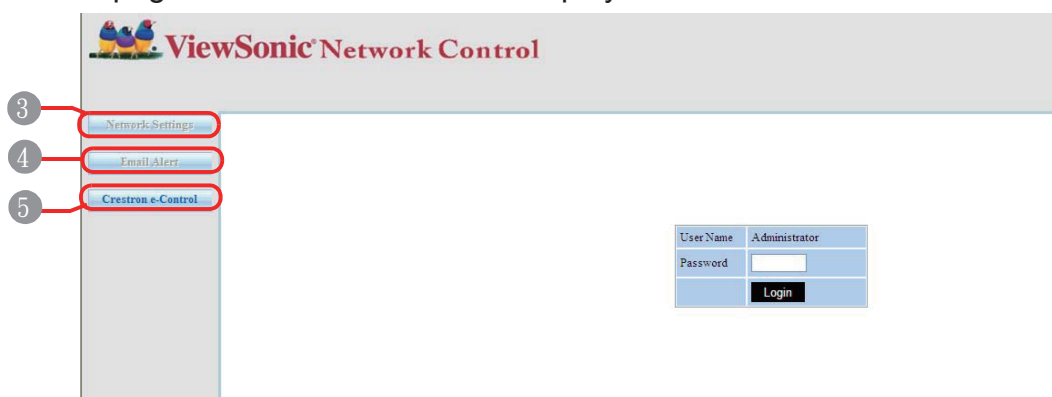 ViewSonic® Network Control
3
Network Settings
4
Email Alert
5
Crestron e-Control
User Name Administrator
Password
Login